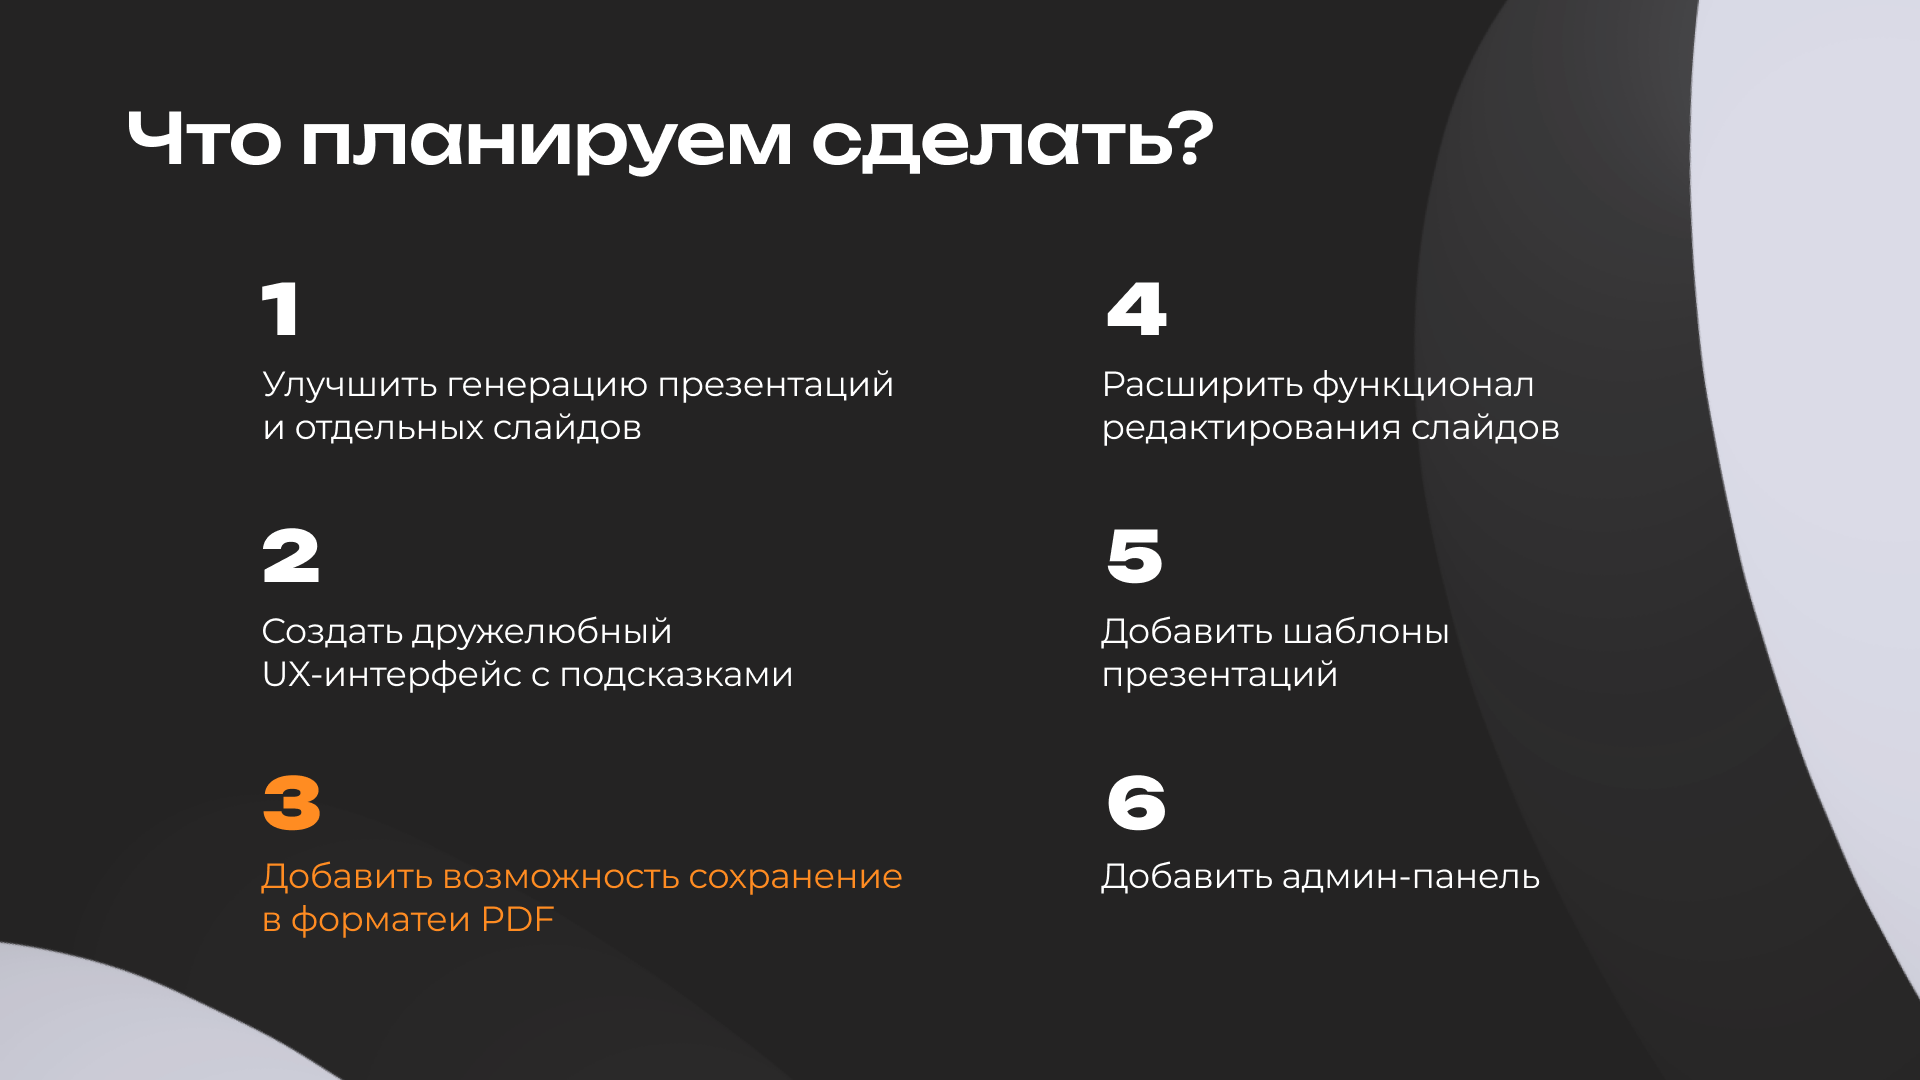 Что планируем сделать?
1
Улучшить генерацию презентаций
и отдельных слайдов
2
Создать дружелюбный
UX-интерфейс с подсказками
3
Добавить возможность сохранение
в форматеи PDF
4
Расширить функционал
редактирования слайдов
5
Добавить шаблоны
презентаций
6
Добавить админ-панель